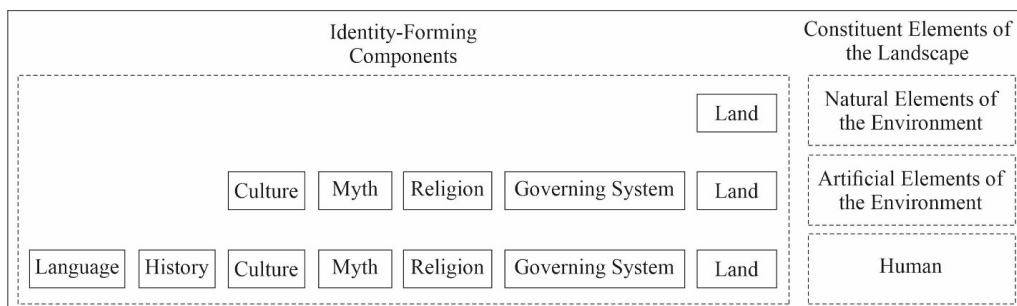 Identity-Forming
Components
Constituent Elements of
the Landscape
Land
Natural Elements of
the Environment
Culture Myth Religion Governing System Land
Artificial Elements of
the Environment
Language History Culture Myth Religion Governing System Land
Human